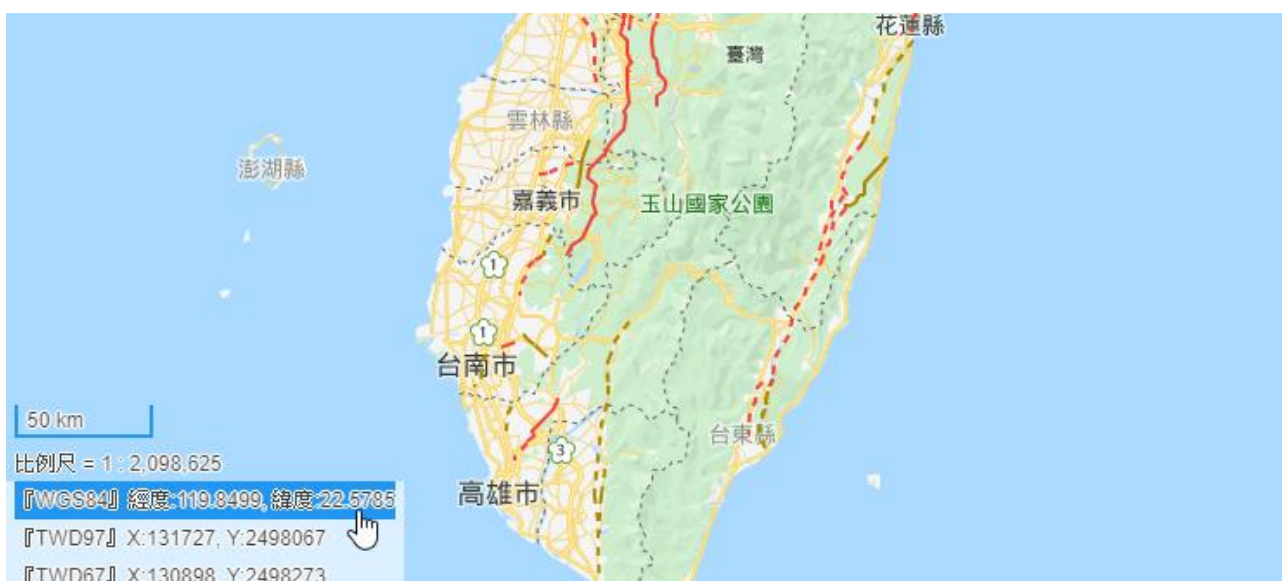 花蓮縣
臺灣
雲林縣
澎湖縣
嘉義市
玉山國家公園
1
1
台南市
50 km
台東縣
3
比例尺 = 1 : 2,098,625
高雄市
『WGS84』 經度:119.8499, 緯度:22.5785
『TWD97』 X:131727, Y:2498067
『TWD67』 X:130898, Y:2498273